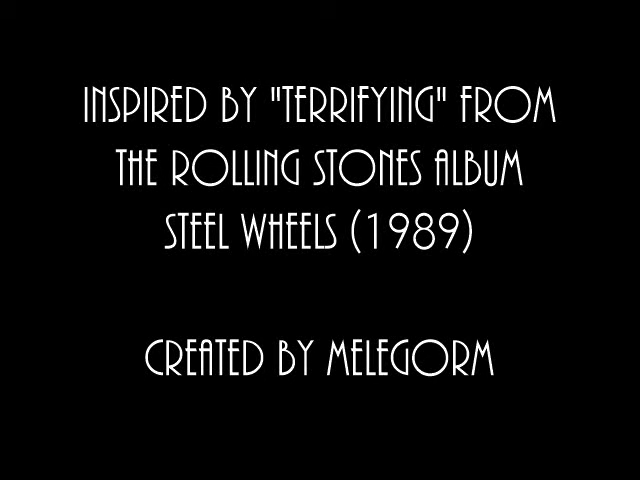 INSPIRED BY "TERRIFYING" FROM
THE ROLLING STONES ALBUM
STEEL WHEELS (1989)
CREATED BY MELEGORM